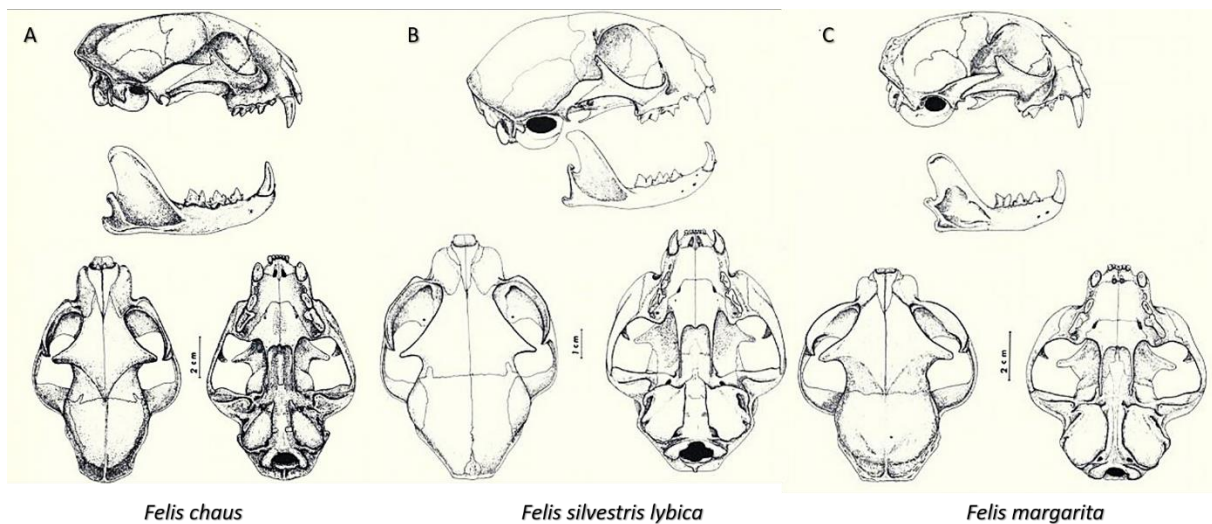 A
B
C
2 cm
1 cm
2 cm
Felis chaus
Felis silvestris lybica
Felis margarita